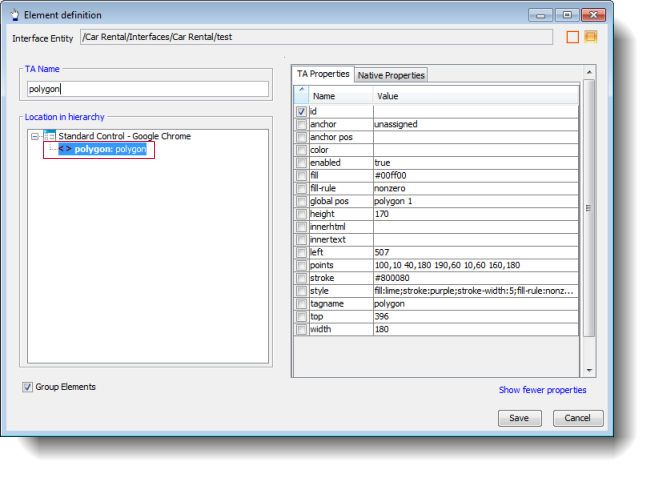 Element definition
Interface Entity /Car Rental/Interfaces/Car Rental/test
TA Name
polygon
Location in hierarchy
Standard Control - Google Chrome
< > polygon: polygon
Group Elements
TA Properties Native Properties
Name Value
id
anchor unassigned
anchor pos
color
enabled true
fill #00ff00
fill-rule nonzero
global pos polygon 1
height 170
innerhtml
innertext
left 507
points 100,10 40,180 190,60 10,60 160,180
stroke #800080
style fill:lime;stroke:purple;stroke-width:5;fill-rule:nonz...
tagname polygon
top 396
width 180
Show fewer properties
Save Cancel